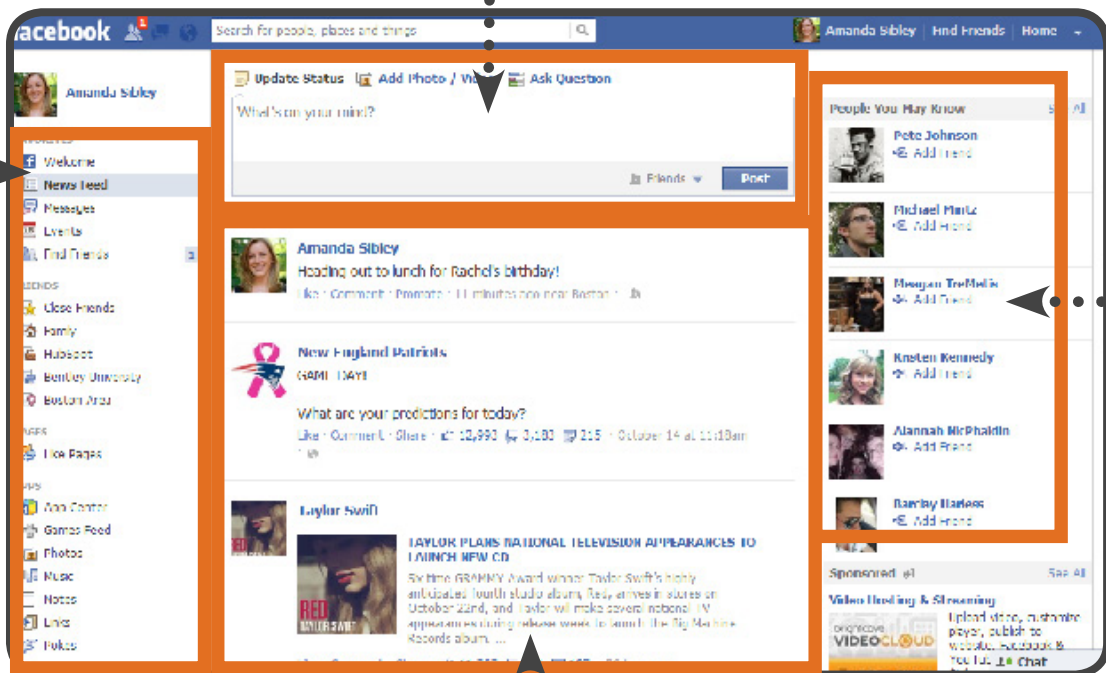 facebook 1 Search for people, places and things Amanda Sibley Find Friends Home
Amanda Sibley
Welcome
News Feed
Messages
Events
Find Friends
Close Friends
Family
HubSpot
Bentley University
Boston Area
Like Pages
App Center
Games Feed
Photos
Music
Notes
Links
Pokes
Update Status Add Photo / Ask Question
What's on your mind?
Friends Post
Amanda Sibley
Heading out to lunch for Rachel's birthday!
Like · Comment · Promote · 11 minutes ago near Boston ·
New England Patriots
GAME DAY!
What are your predictions for today?
Like · Comment · Share · 12,993 3,183 215 · October 14 at 11:18am
Taylor Swift
RED
TAYLOR SWIFT
TAYLOR PLANS NATIONAL TELEVISION APPEARANCES TO
LAUNCH NEW CD
Six-time GRAMMY Award winner Taylor Swift's highly
anticipated fourth studio album, Red, arrives in stores on
October 22nd, and Taylor will make several national TV
appearances during release week to launch the Big Machine
Records album. ...
People You May Know See All
Pete Johnson
Add Friend
Michael Mintz
Add Friend
Meagan
Add Friend
Kristen Kennedy
Add Friend
Alannah
Add Friend
Barclay
Add Friend
Sponsored See All
Video Hosting & Streaming
brightcove
VIDEOCLOUD
Upload video, customize
player, publish to
website, Facebook &
Chat